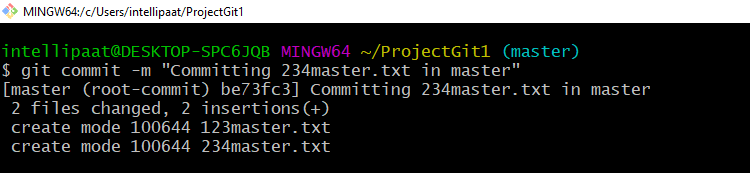 MINGW64:/c/Users/intellipaat/ProjectGit1
intellipaat@DESKTOP-SPC6JQB MINGW64 ~/ProjectGit1 (master)
$ git commit -m "Committing 234master.txt in master"
[master (root-commit) be73fc3] Committing 234master.txt in master
 2 files changed, 2 insertions(+)
 create mode 100644 123master.txt
 create mode 100644 234master.txt